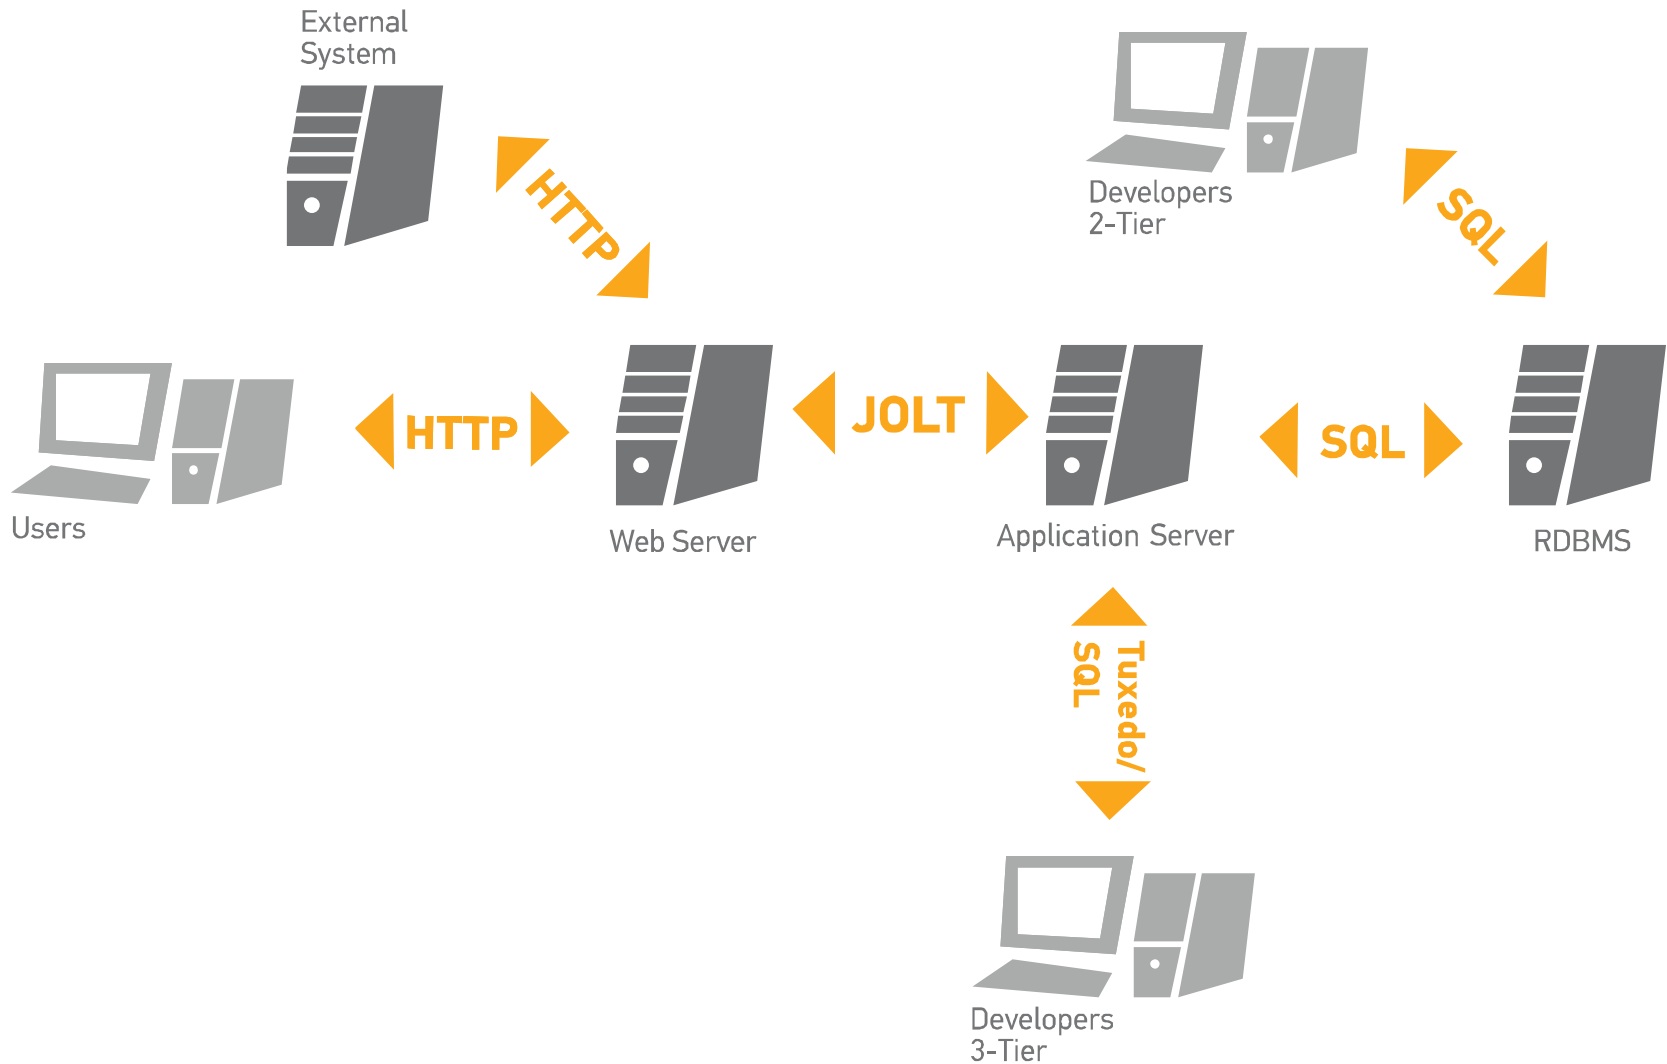 External
System
HTTP
Developers
2-Tier
SQL
Users
HTTP
Web Server
JOLT
Application Server
SQL
RDBMS
Tuxedo/
SQL
Developers
3-Tier